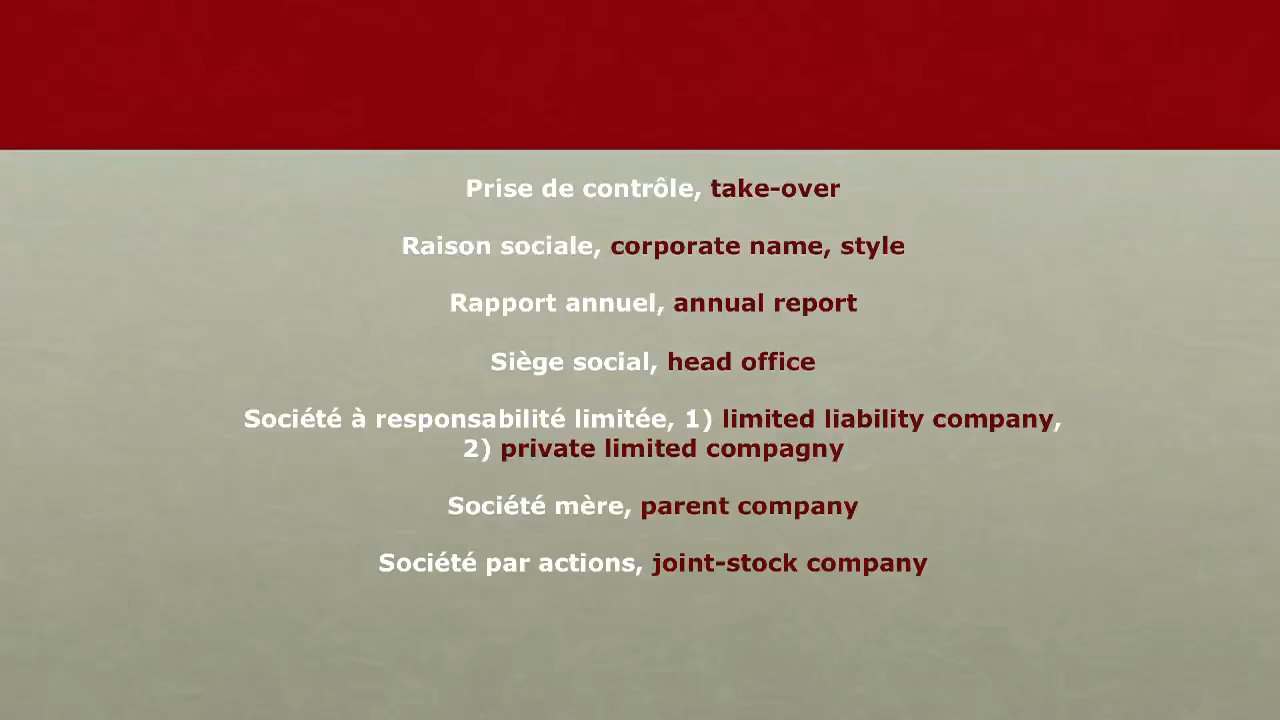 Prise de contrôle, take-over
Raison sociale, corporate name, style
Rapport annuel, annual report
Siège social, head office
Société à responsabilité limitée, 1) limited liability company,
2) private limited compagny
Société mère, parent company
Société par actions, joint-stock company